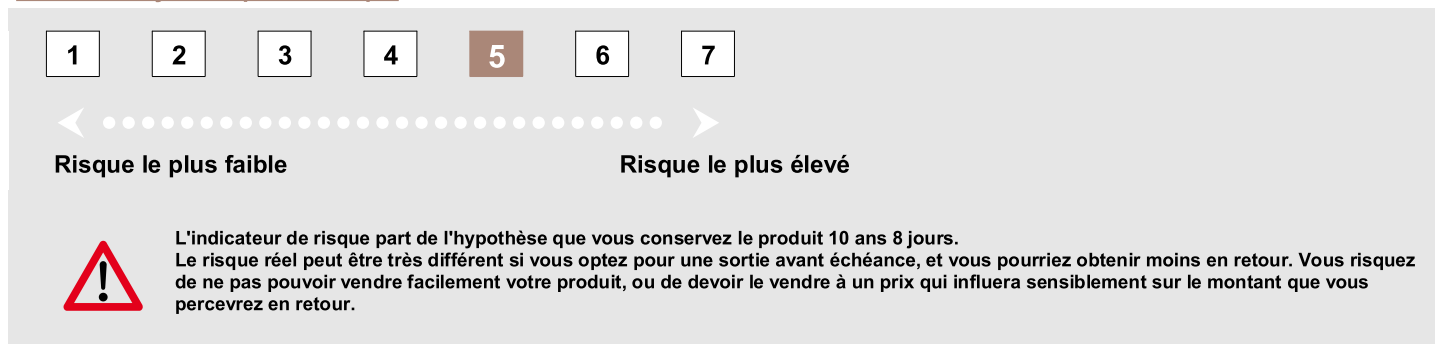 1 2 3 4 5 6 7
Risque le plus faible Risque le plus élevé
L'indicateur de risque part de l'hypothèse que vous conservez le produit 10 ans 8 jours.
Le risque réel peut être très différent si vous optez pour une sortie avant échéance, et vous pourriez obtenir moins en retour. Vous risquez
de ne pas pouvoir vendre facilement votre produit, ou de devoir le vendre à un prix qui influera sensiblement sur le montant que vous
percevrez en retour.